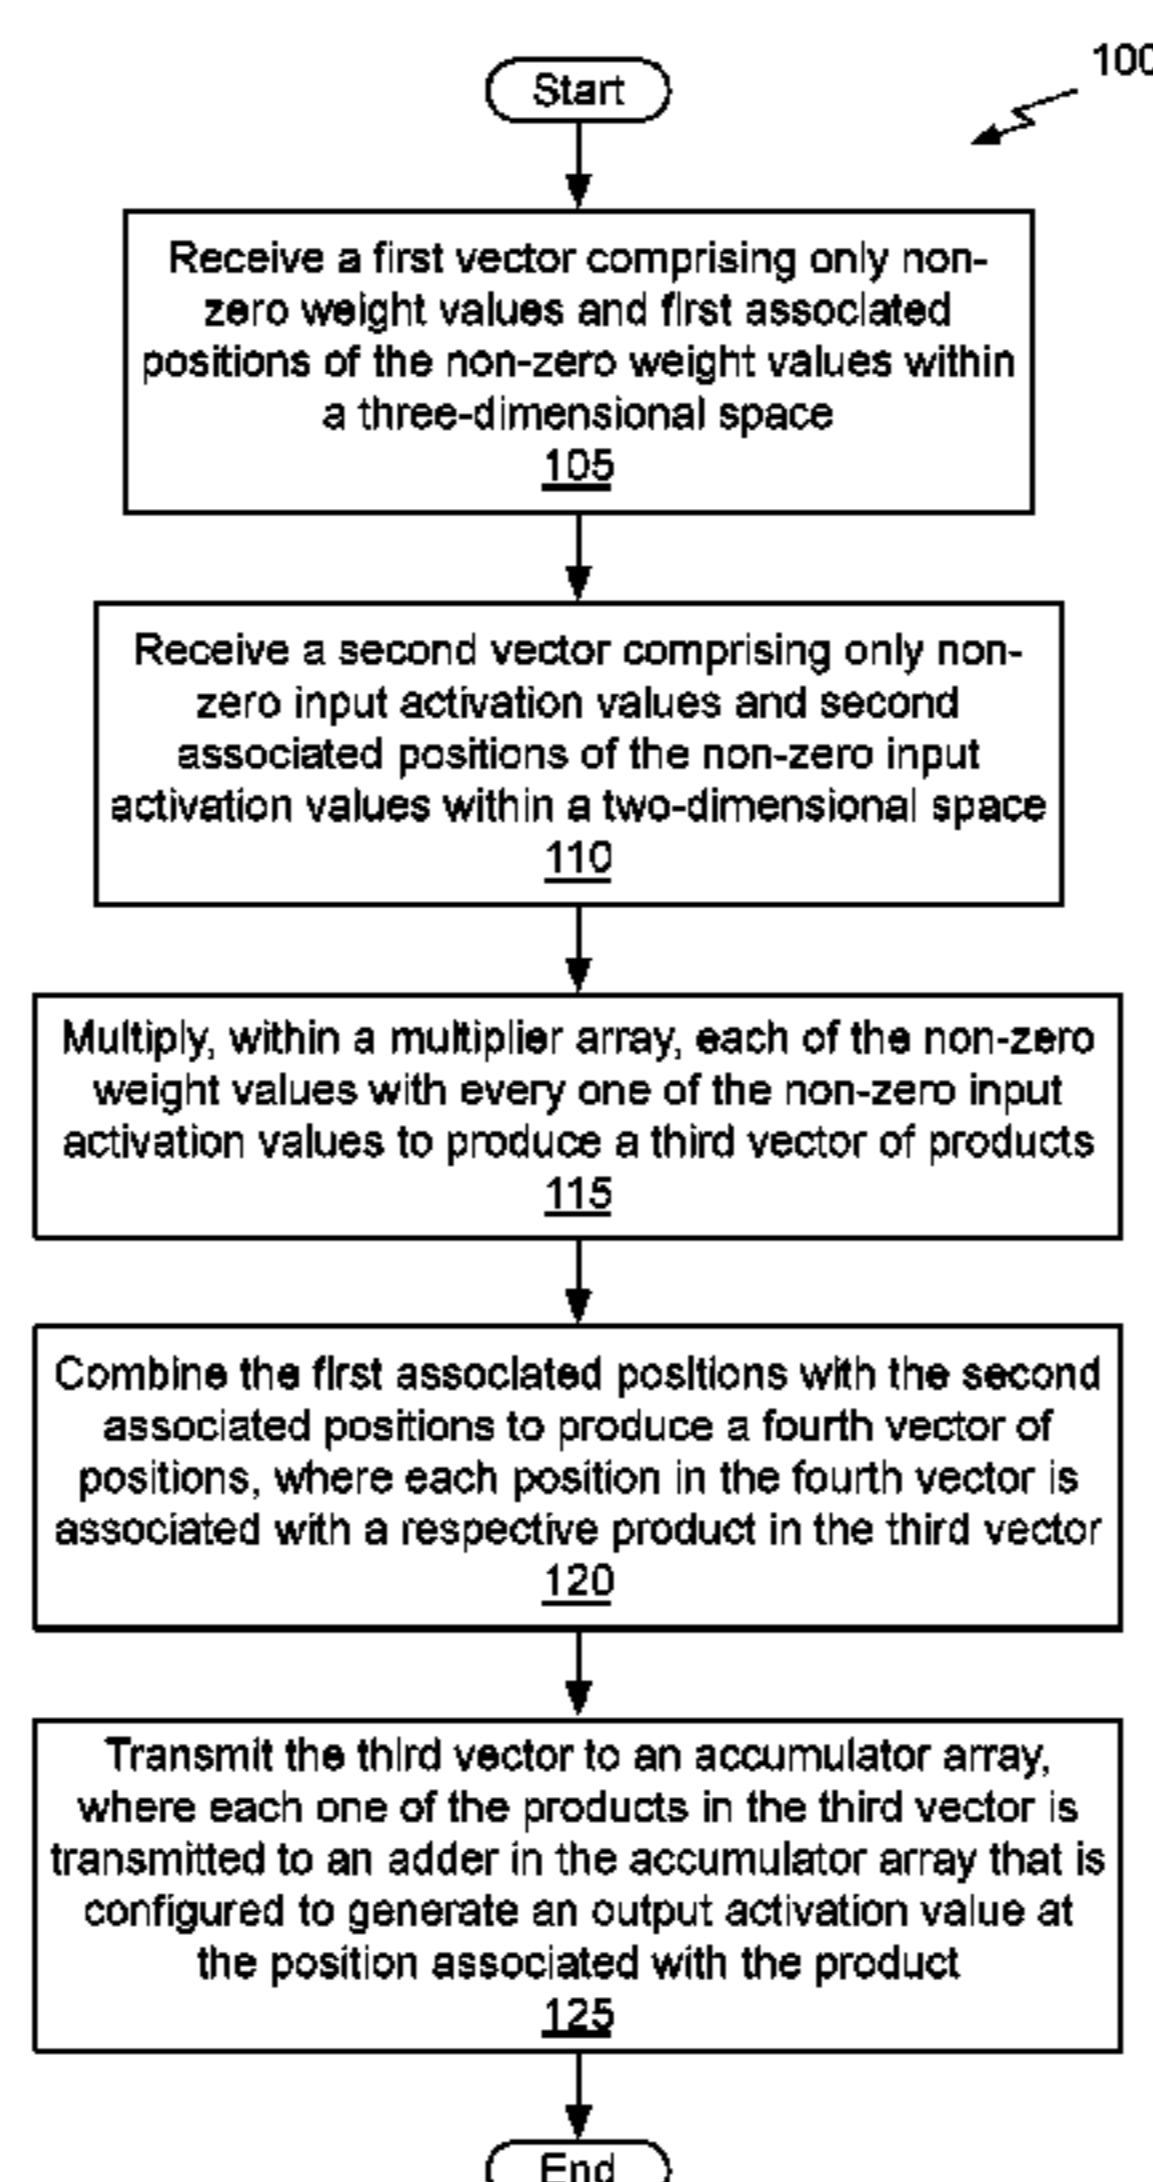 100
Start
Receive a first vector comprising only non-
zero weight values and first associated
positions of the non-zero weight values within
a three-dimensional space
105
Receive a second vector comprising only non-
zero input activation values and second
associated positions of the non-zero input
activation values within a two-dimensional space
110
Multiply, within a multiplier array, each of the non-zero
weight values with every one of the non-zero input
activation values to produce a third vector of products
115
Combine the first associated positions with the second
associated positions to produce a fourth vector of
positions, where each position in the fourth vector is
associated with a respective product in the third vector
120
Transmit the third vector to an accumulator array,
where each one of the products in the third vector is
transmitted to an adder in the accumulator array that is
configured to generate an output activation value at
the position associated with the product
125
End